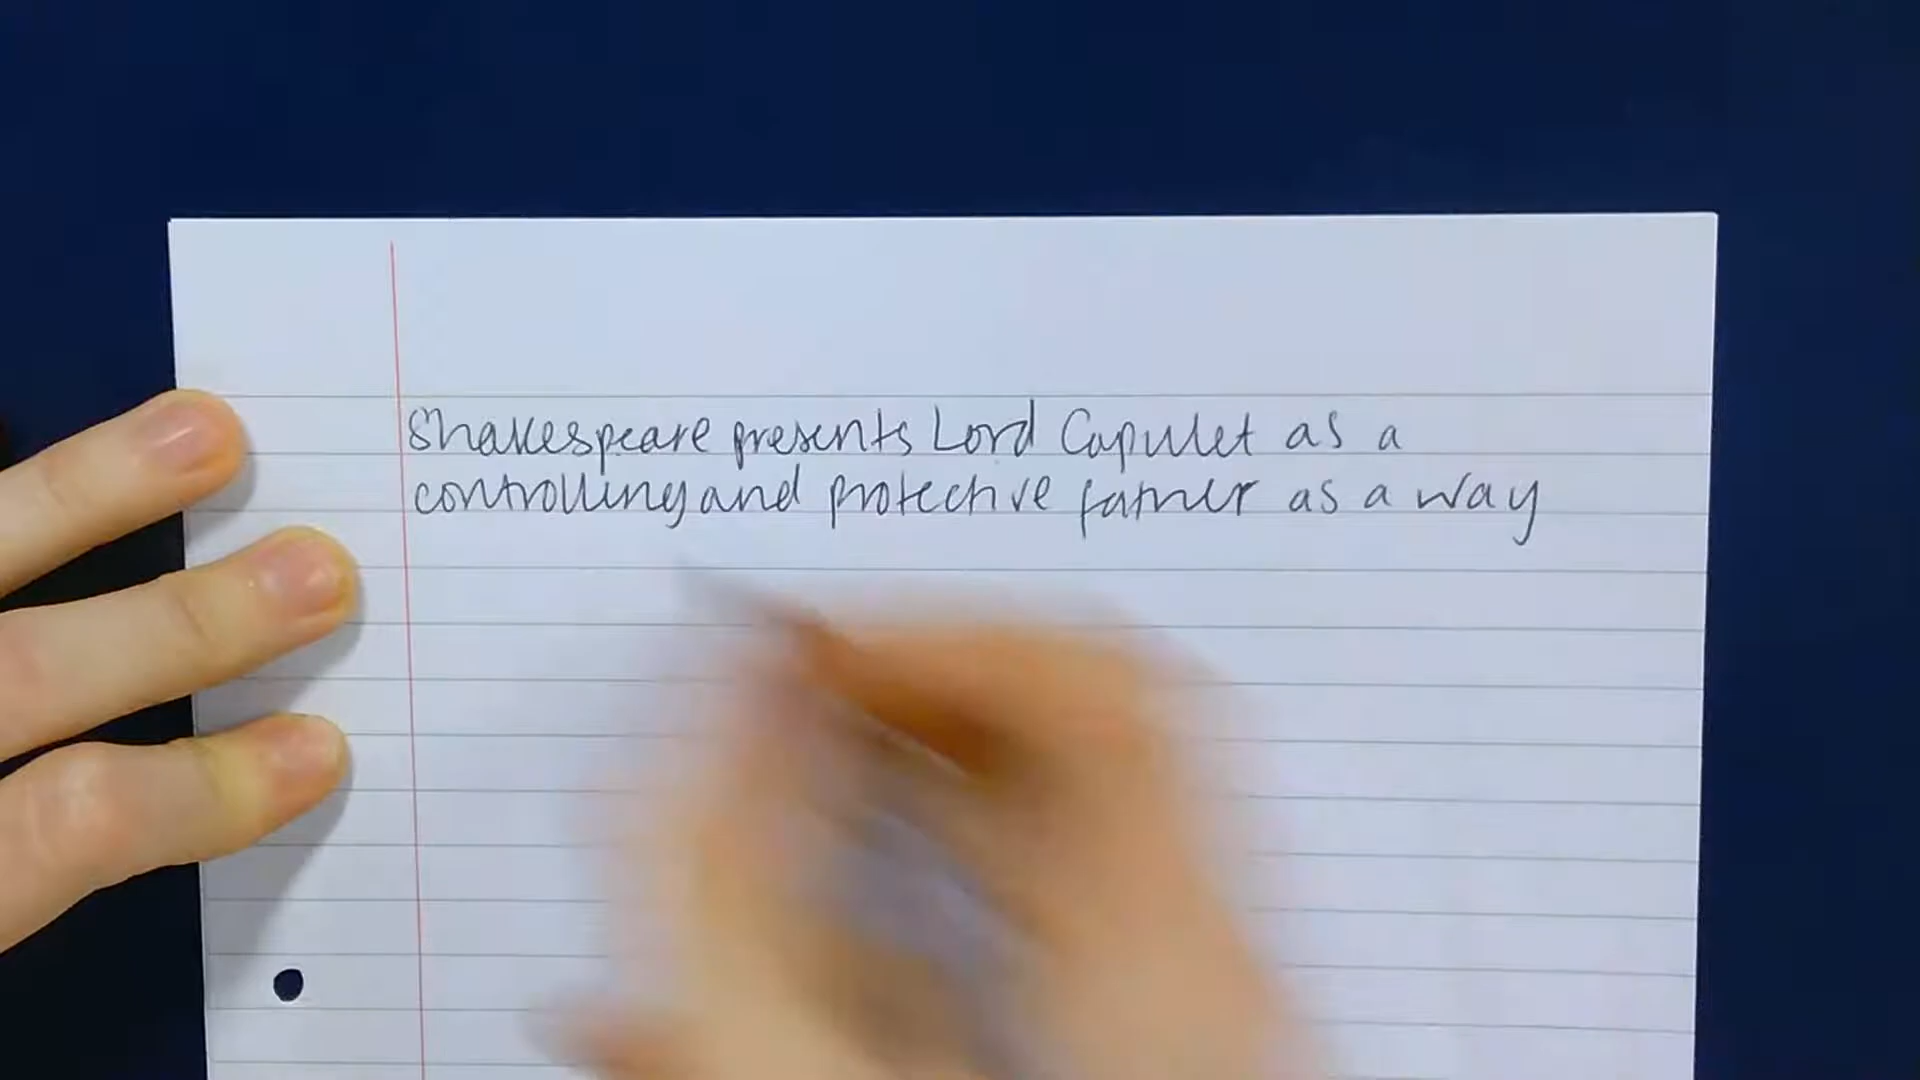 Shakespeare presents Lord Capulet as a
controlling and protective father as a way